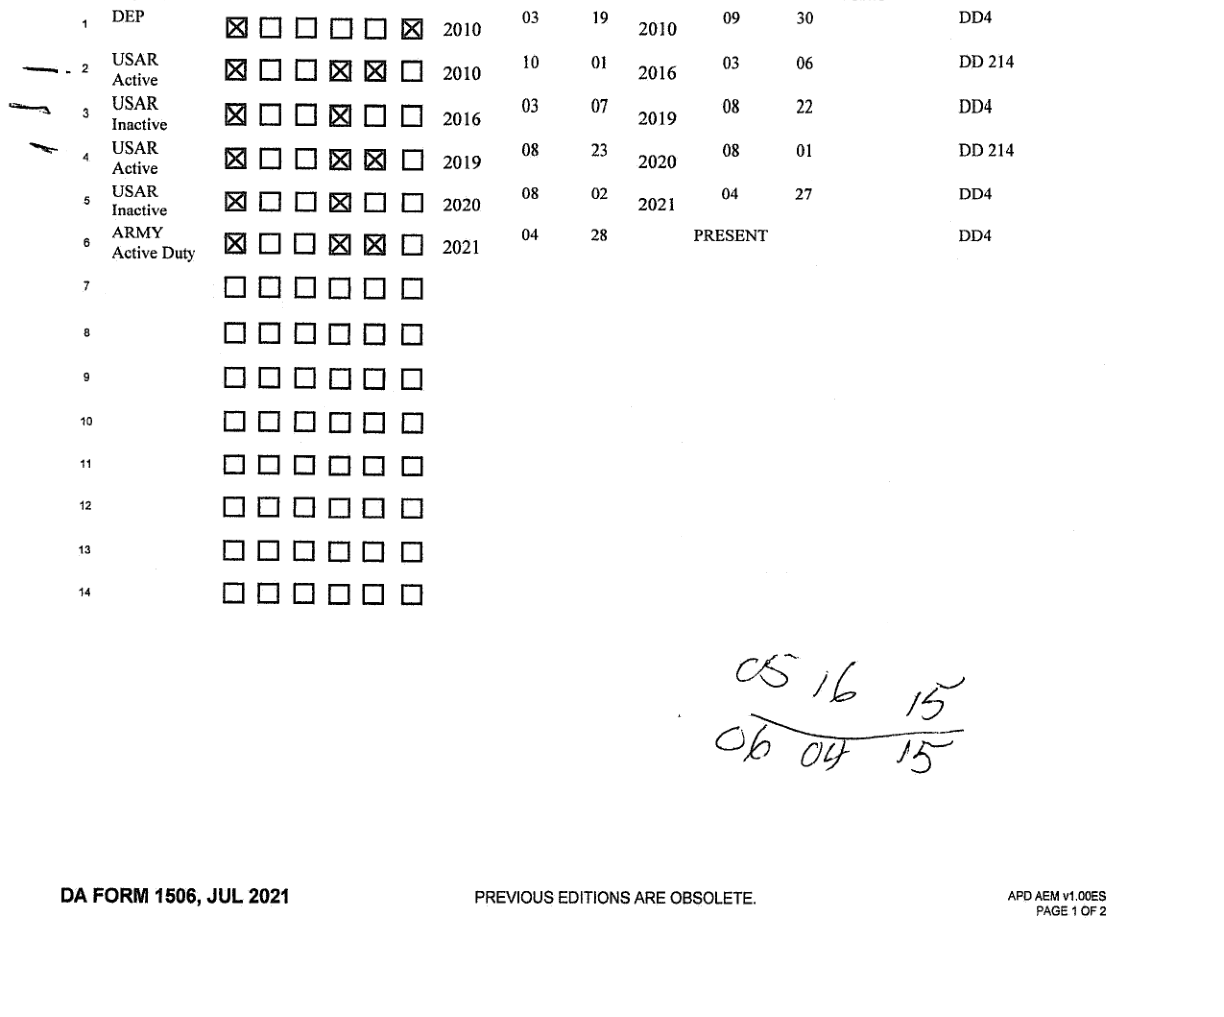 1 DEP ☒ ☐ ☐ ☐ ☐ ☒ 2010 03 19 2010 09 30 DD4
2 USAR Active ☒ ☐ ☐ ☒ ☒ ☐ 2010 10 01 2016 03 06 DD 214
3 USAR Inactive ☒ ☐ ☐ ☒ ☐ ☐ 2016 03 07 2019 08 22 DD4
4 USAR Active ☒ ☐ ☐ ☒ ☒ ☐ 2019 08 23 2020 08 01 DD 214
5 USAR Inactive ☒ ☐ ☐ ☒ ☐ ☐ 2020 08 02 2021 04 27 DD4
6 ARMY Active Duty ☒ ☐ ☐ ☒ ☒ ☐ 2021 04 28 PRESENT DD4
7 ☐ ☐ ☐ ☐ ☐ ☐
8 ☐ ☐ ☐ ☐ ☐ ☐
9 ☐ ☐ ☐ ☐ ☐ ☐
10 ☐ ☐ ☐ ☐ ☐ ☐
11 ☐ ☐ ☐ ☐ ☐ ☐
12 ☐ ☐ ☐ ☐ ☐ ☐
13 ☐ ☐ ☐ ☐ ☐ ☐
14 ☐ ☐ ☐ ☐ ☐ ☐
05 16 15
06 04 15
DA FORM 1506, JUL 2021 PREVIOUS EDITIONS ARE OBSOLETE. APD AEM v1.00ES
PAGE 1 OF 2